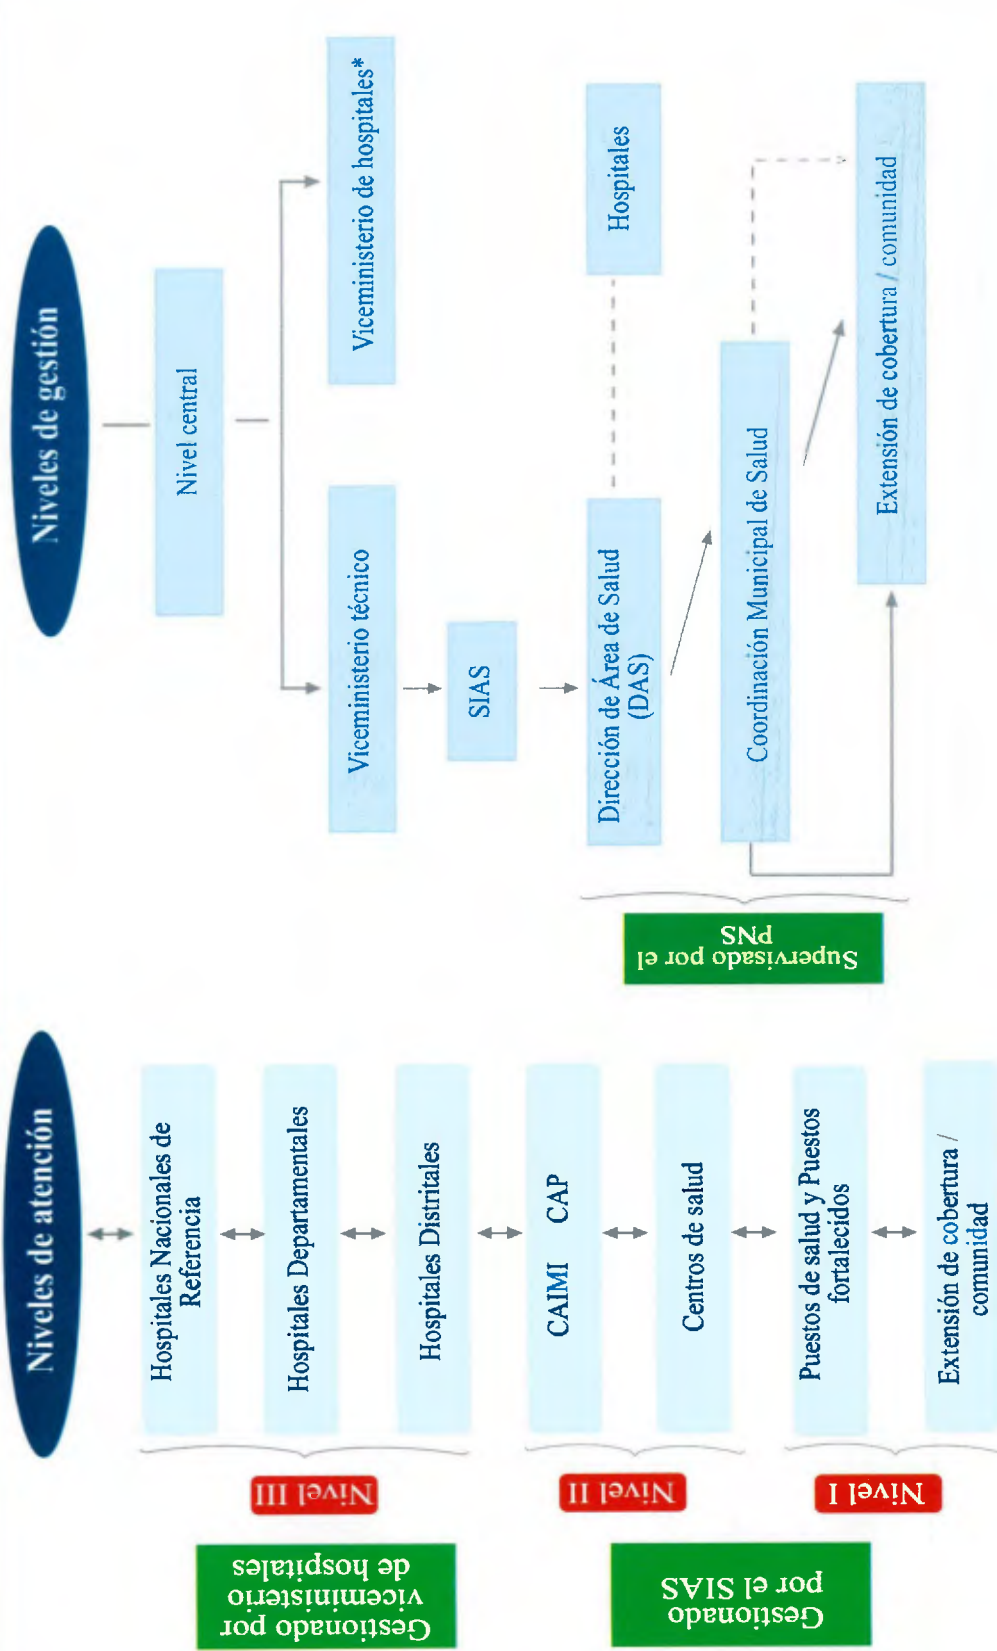 Niveles de atención
Gestionado por
viceministerio
de hospitales
Nivel III
Hospitales Nacionales de
Referencia
Hospitales Departamentales
Hospitales Distritales
Gestionado
por el SIAS
Nivel II
CAIMI CAP
Centros de salud
Nivel I
Puestos de salud y Puestos
fortalecidos
Extensión de cobertura /
comunidad
Niveles de gestión
Nivel central
Viceministerio técnico
Viceministerio de hospitales*
SIAS
Supervisado por el
PNS
Dirección de Área de Salud
(DAS)
Hospitales
Coordinación Municipal de Salud
Extensión de cobertura / comunidad